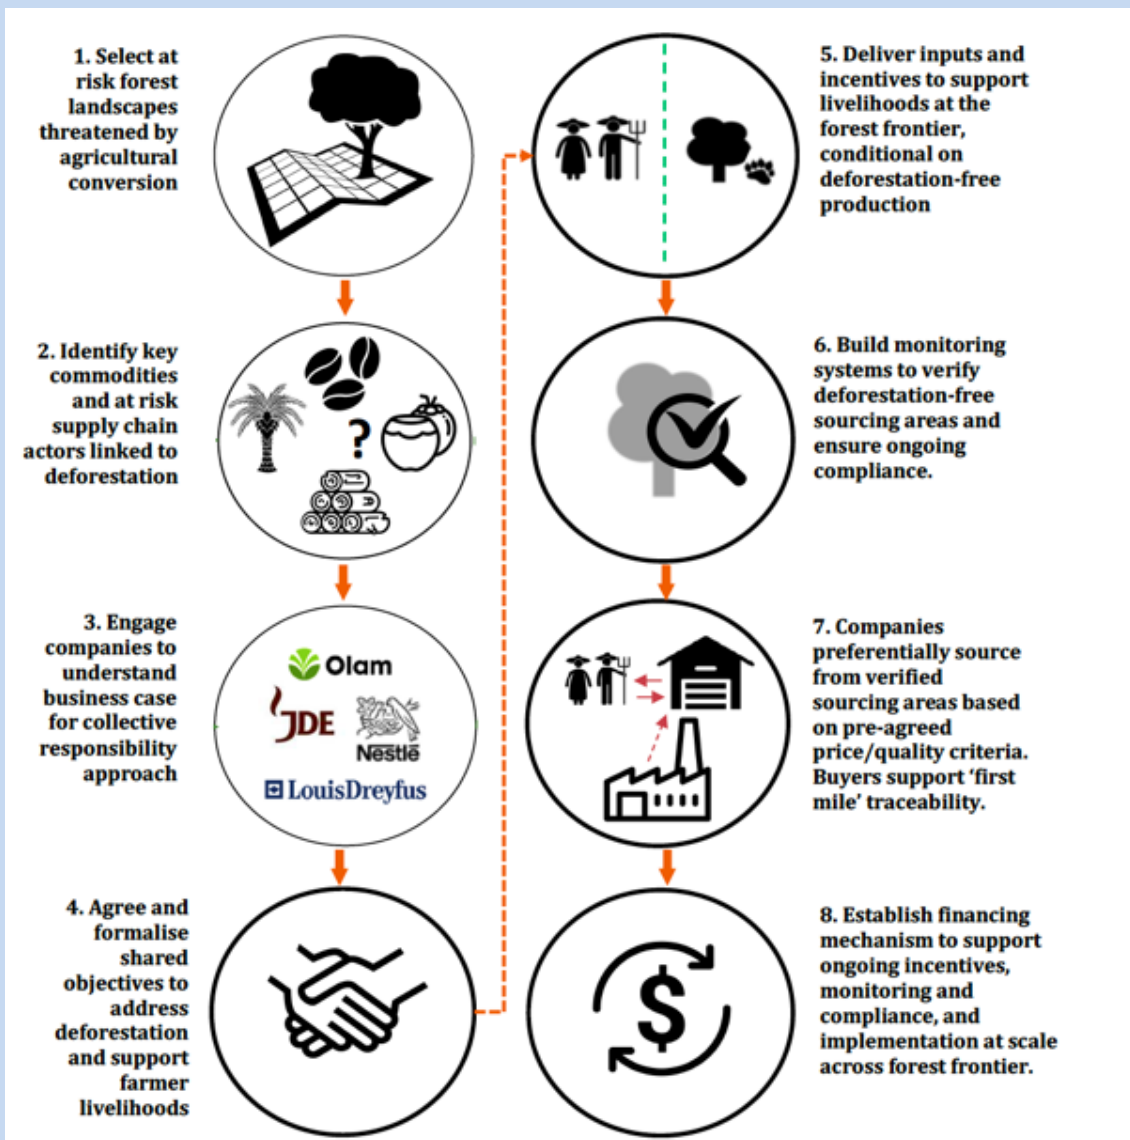 1. Select at
risk forest
landscapes
threatened by
agricultural
conversion
2. Identify key
commodities
and at risk
supply chain
actors linked to
deforestation
?
3. Engage
companies to
understand
business case
for collective
responsibility
approach
Olam
JDE
Nestlé
LouisDreyfus
4. Agree and
formalise
shared
objectives to
address
deforestation
and support
farmer
livelihoods
5. Deliver inputs and
incentives to support
livelihoods at the
forest frontier,
conditional on
deforestation-free
production
6. Build monitoring
systems to verify
deforestation-free
sourcing areas and
ensure ongoing
compliance.
7. Companies
preferentially source
from verified
sourcing areas based
on pre-agreed
price/quality criteria.
Buyers support ‘first
mile’ traceability.
8. Establish financing
mechanism to support
ongoing incentives,
monitoring and
compliance, and
implementation at scale
across forest frontier.
$